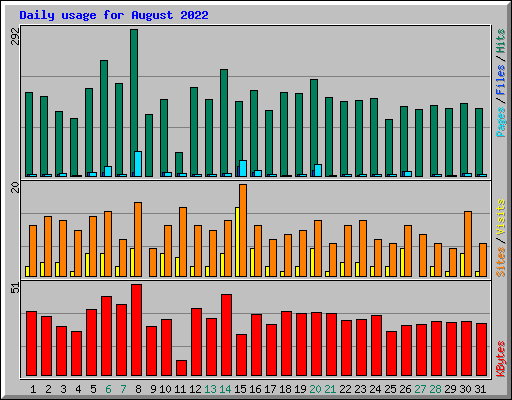 Daily usage for August 2022
292
Pages / Files / Hits
20
Sites / Visits
51
KBytes
1 2 3 4 5 6 7 8 9 10 11 12 13 14 15 16 17 18 19 20 21 22 23 24 25 26 27 28 29 30 31